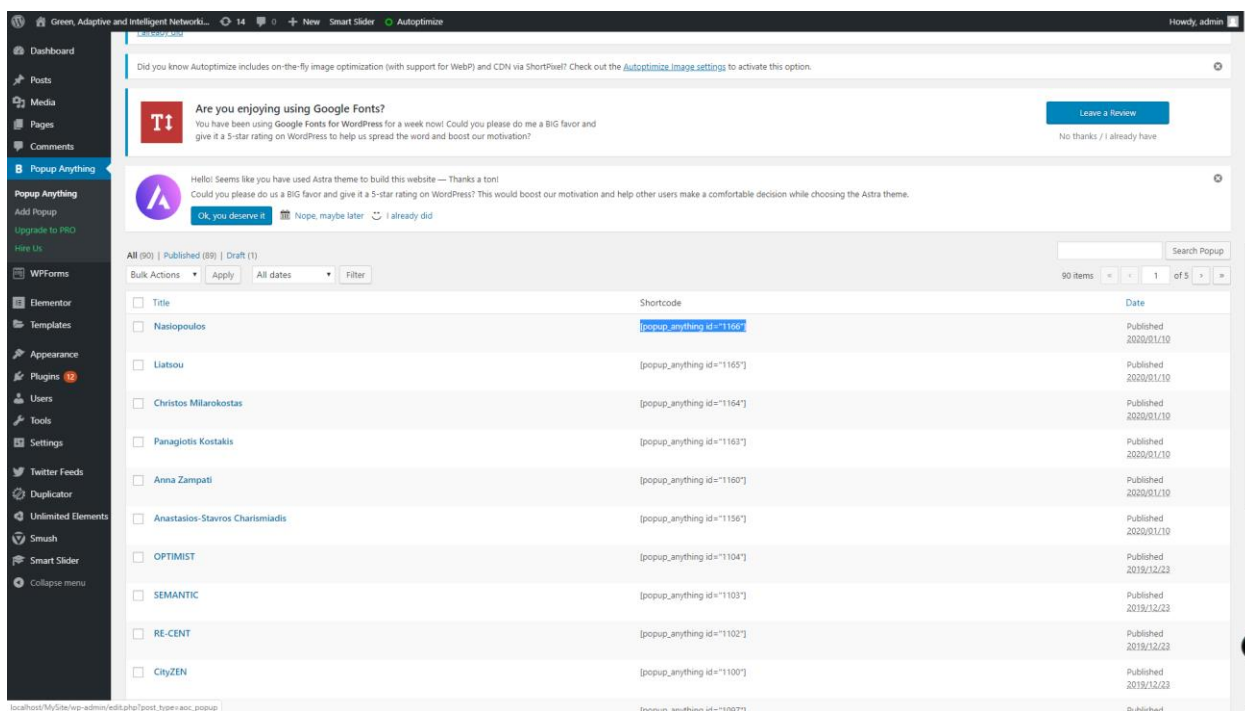 Green, Adaptive and Intelligent Networki... 14 0 New Smart Slider Autoptimize Howdy, admin
Dashboard
Posts
Media
Pages
Comments
Popup Anything
Popup Anything
Add Popup
Upgrade to PRO
Hire Us
WPForms
Elementor
Templates
Appearance
Plugins 12
Users
Tools
Settings
Twitter Feeds
Duplicator
Unlimited Elements
Smush
Smart Slider
Collapse menu
I already did
Did you know Autoptimize includes on-the-fly image optimization (with support for WebP) and CDN via ShortPixel? Check out the Autoptimize Image settings to activate this option.
Are you enjoying using Google Fonts?
You have been using Google Fonts for WordPress for a week now! Could you please do me a BIG favor and
give it a 5-star rating on WordPress to help us spread the word and boost our motivation?
Leave a Review
No thanks / I already have
Hello! Seems like you have used Astra theme to build this website — Thanks a ton!
Could you please do us a BIG favor and give it a 5-star rating on WordPress? This would boost our motivation and help other users make a comfortable decision while choosing the Astra theme.
Ok, you deserve it Nope, maybe later I already did
All (90) | Published (89) | Draft (1)
Search Popup
Bulk Actions Apply All dates Filter
90 items « ‹ 1 of 5 › »
Title Shortcode Date
Nasiopoulos [popup_anything id="1166"] Published
2020/01/10
Liatsou [popup_anything id="1165"] Published
2020/01/10
Christos Milarokostas [popup_anything id="1164"] Published
2020/01/10
Panagiotis Kostakis [popup_anything id="1163"] Published
2020/01/10
Anna Zampati [popup_anything id="1160"] Published
2020/01/10
Anastasios-Stavros Charismiadis [popup_anything id="1156"] Published
2020/01/10
OPTIMIST [popup_anything id="1104"] Published
2019/12/23
SEMANTIC [popup_anything id="1103"] Published
2019/12/23
RE-CENT [popup_anything id="1102"] Published
2019/12/23
CityZEN [popup_anything id="1100"] Published
2019/12/23
[popup_anything id="1097"] Published
localhost/MySite/wp-admin/edit.php?post_type=aoc_popup